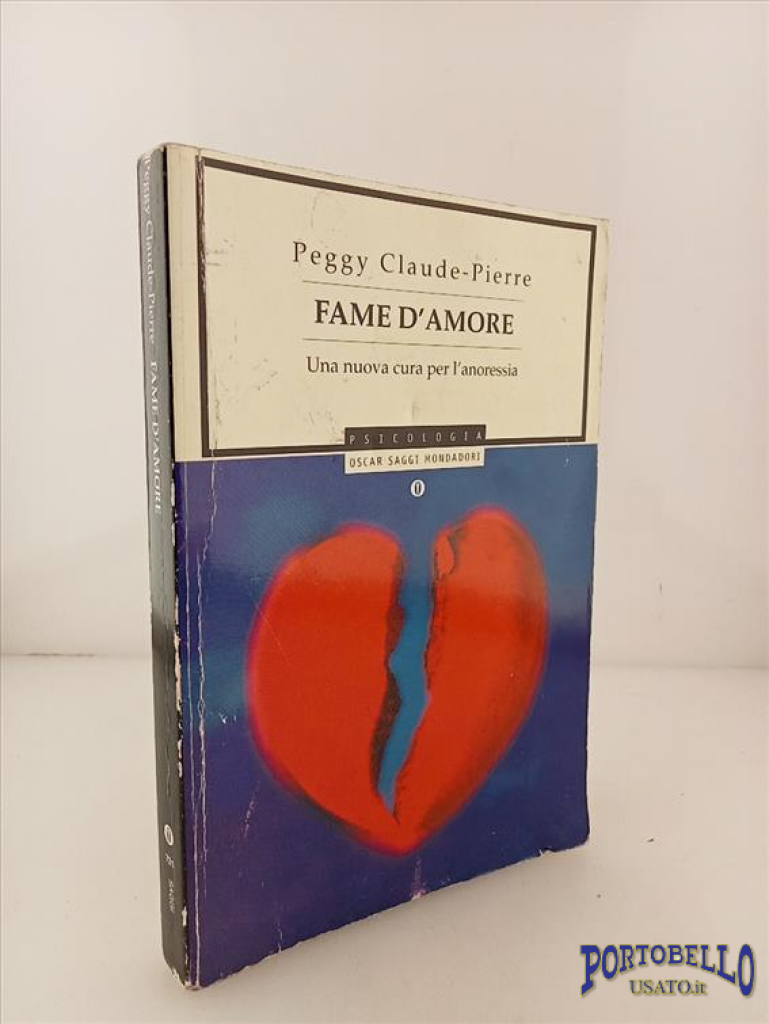 Peggy Claude-Pierre
FAME D'AMORE
Una nuova cura per l'anoressia
PSICOLOGIA
OSCAR SAGGI MONDADORI
Peggy Claude-Pierre FAME D'AMORE
SAGGI
PORTOBELLO
USATO.it